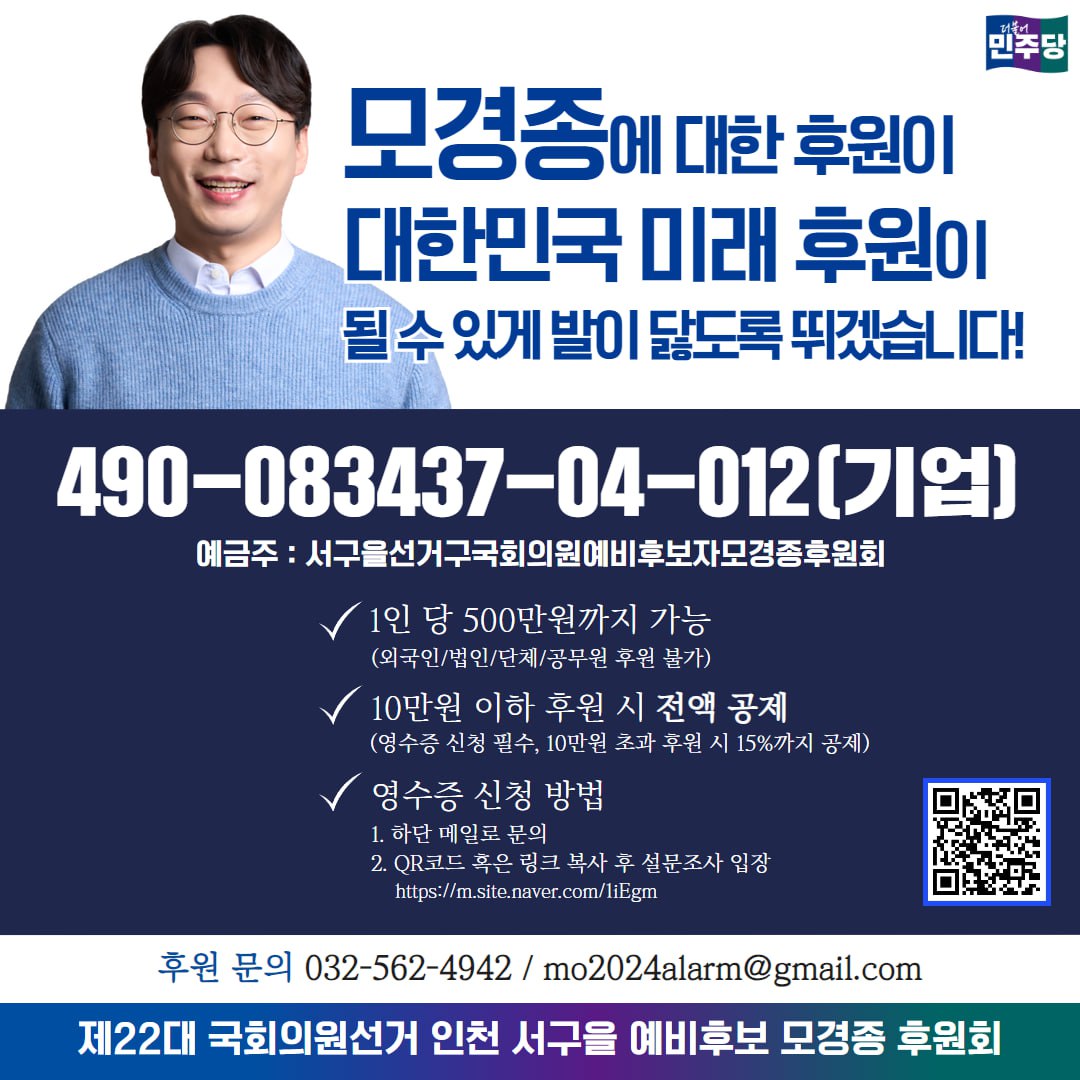 더불어
민주당
모경종에 대한 후원이
대한민국 미래 후원이
될 수 있게 발이 닳도록 뛰겠습니다!
490-083437-04-012(기업)
예금주 : 서구을선거구국회의원예비후보자모경종후원회
1인 당 500만원까지 가능
(외국인/법인/단체/공무원 후원 불가)
10만원 이하 후원 시 전액 공제
(영수증 신청 필수, 10만원 초과 후원 시 15%까지 공제)
영수증 신청 방법
1. 하단 메일로 문의
2. QR코드 혹은 링크 복사 후 설문조사 입장
https://m.site.naver.com/1iEgm
후원 문의 032-562-4942 / mo2024alarm@gmail.com
제22대 국회의원선거 인천 서구을 예비후보 모경종 후원회